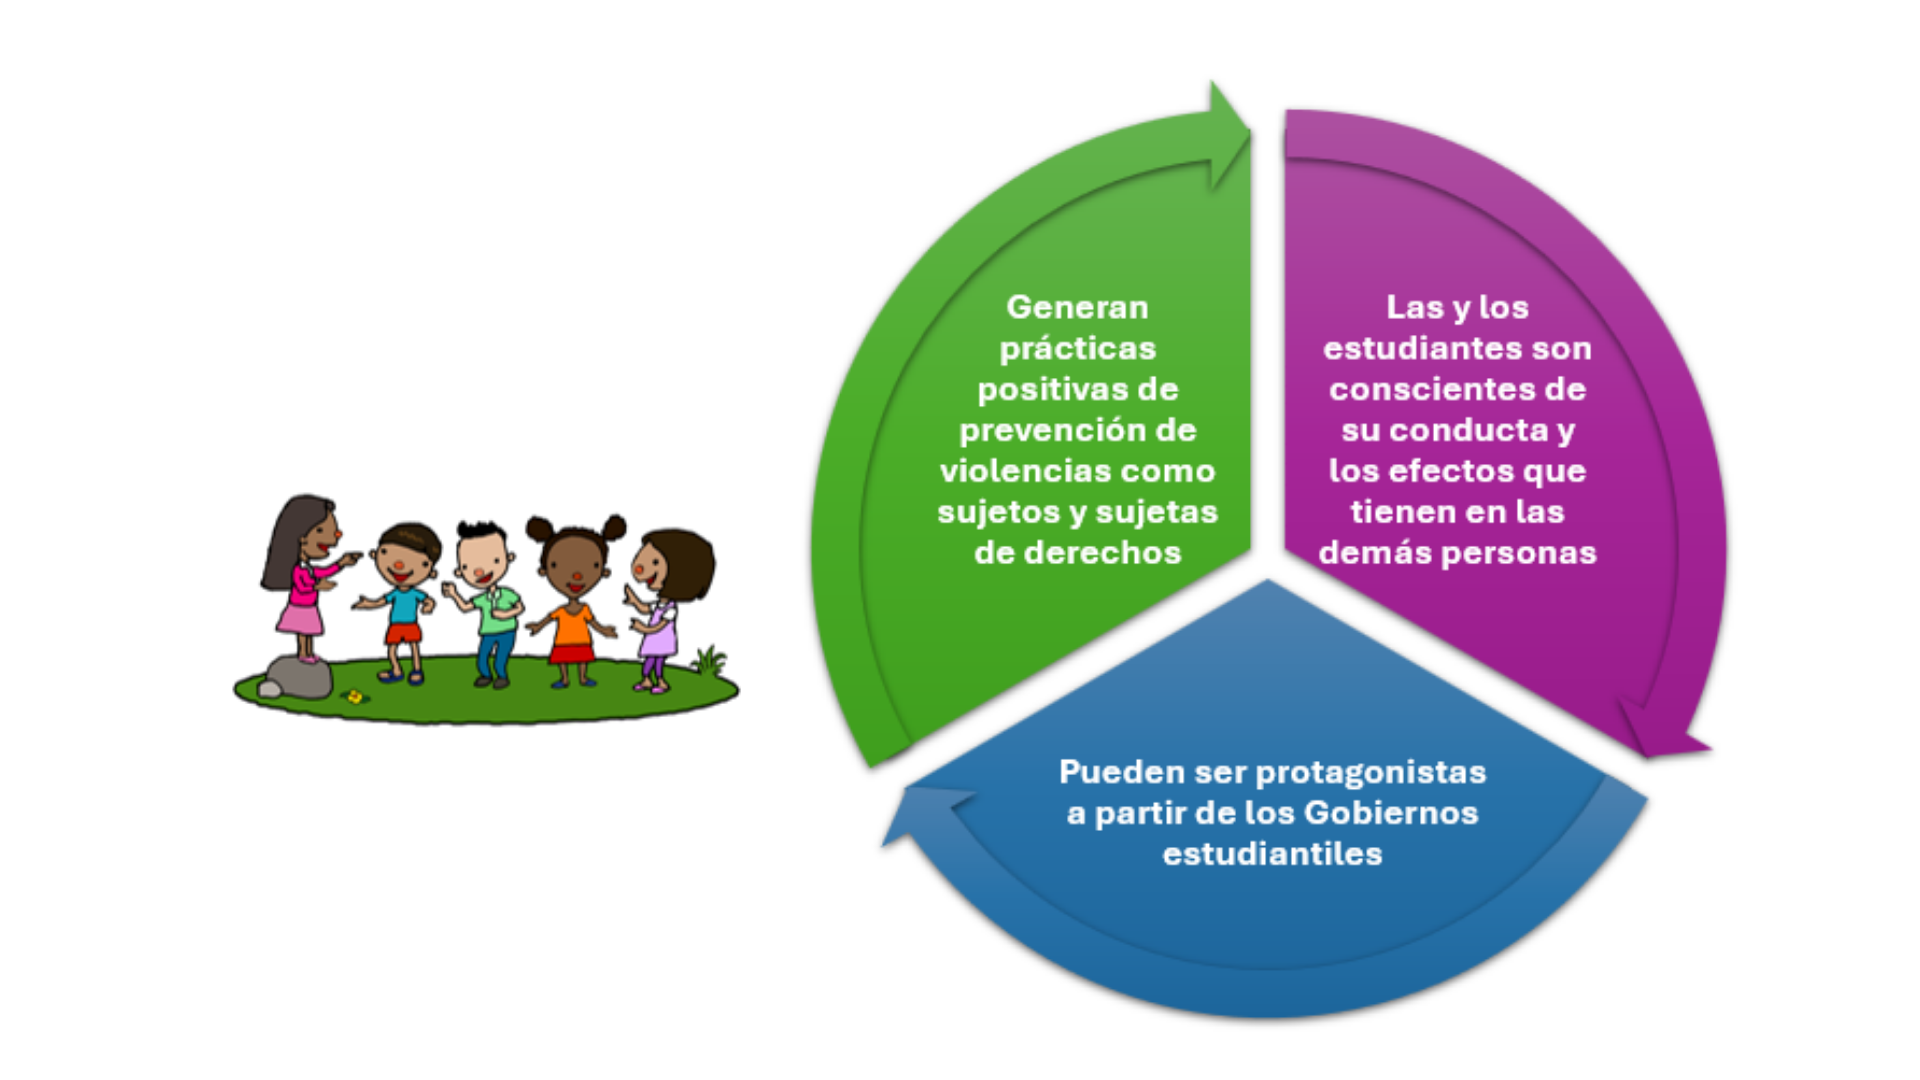 Generan
prácticas
positivas de
prevención de
violencias como
sujetos y sujetas
de derechos
Las y los
estudiantes son
conscientes de
su conducta y
los efectos que
tienen en las
demás personas
Pueden ser protagonistas
a partir de los Gobiernos
estudiantiles